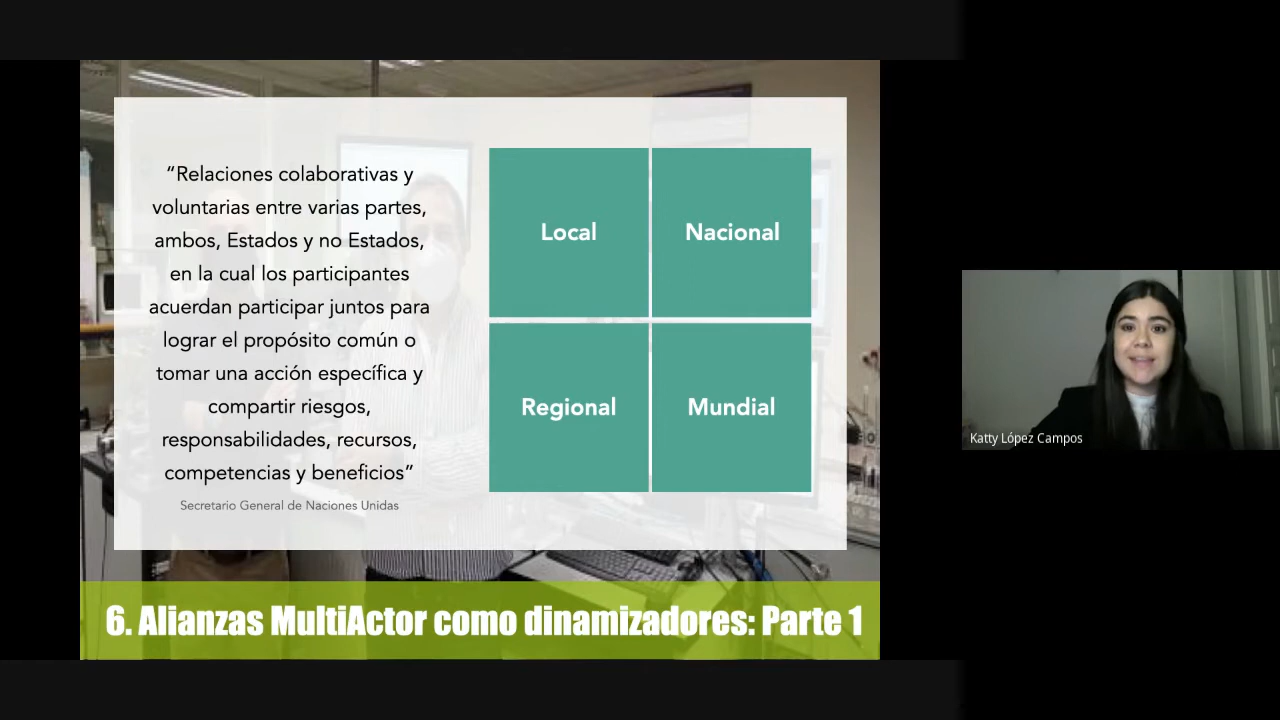 “Relaciones colaborativas y
voluntarias entre varias partes,
ambos, Estados y no Estados,
en la cual los participantes
acuerdan participar juntos para
lograr el propósito común o
tomar una acción específica y
compartir riesgos,
responsabilidades, recursos,
competencias y beneficios”
Secretario General de Naciones Unidas
Local
Nacional
Regional
Mundial
6. Alianzas MultiActor como dinamizadores: Parte 1
Katty López Campos